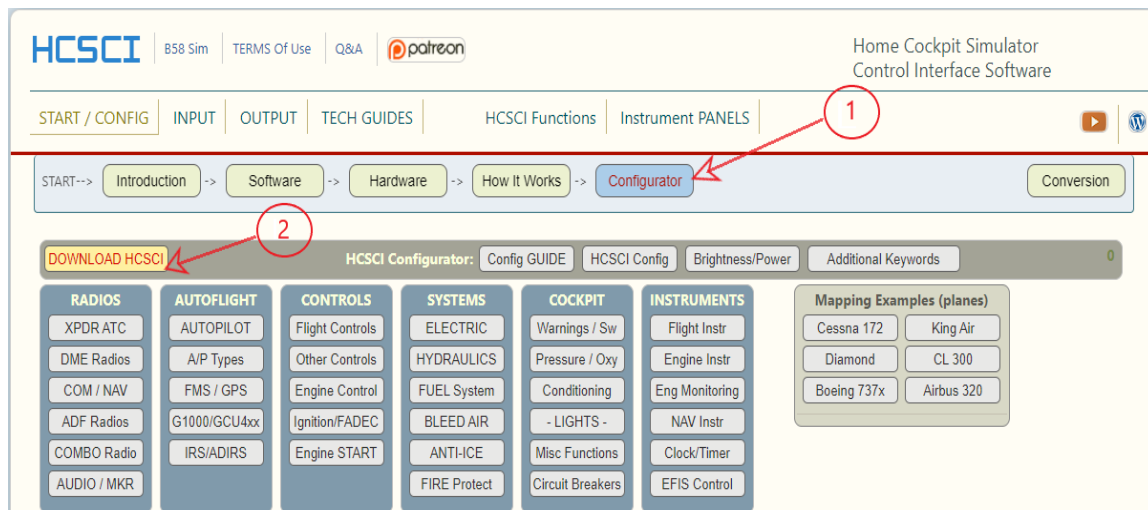 HCSCI B58 Sim TERMS Of Use Q&A patreon
Home Cockpit Simulator
Control Interface Software
START / CONFIG INPUT OUTPUT TECH GUIDES HCSCI Functions Instrument PANELS 1
START--> Introduction -> Software -> Hardware -> How It Works -> Configurator Conversion
2
DOWNLOAD HCSCI HCSCI Configurator: Config GUIDE HCSCI Config Brightness/Power Additional Keywords 0
RADIOS AUTOFLIGHT CONTROLS SYSTEMS COCKPIT INSTRUMENTS Mapping Examples (planes)
XPDR ATC AUTOPILOT Flight Controls ELECTRIC Warnings / Sw Flight Instr Cessna 172 King Air
DME Radios A/P Types Other Controls HYDRAULICS Pressure / Oxy Engine Instr Diamond CL 300
COM / NAV FMS / GPS Engine Control FUEL System Conditioning Eng Monitoring Boeing 737x Airbus 320
ADF Radios G1000/GCU4xx Ignition/FADEC BLEED AIR - LIGHTS - NAV Instr
COMBO Radio IRS/ADIRS Engine START ANTI-ICE Misc Functions Clock/Timer
AUDIO / MKR FIRE Protect Circuit Breakers EFIS Control